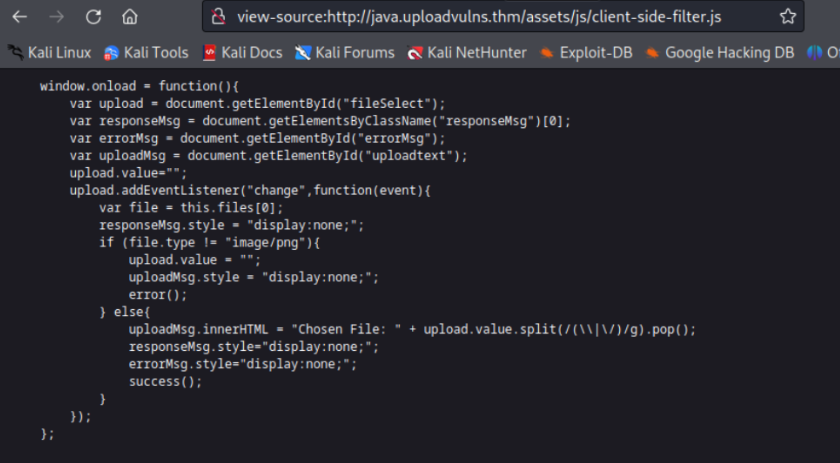 view-source:http://java.uploadvulns.thm/assets/js/client-side-filter.js
Kali Linux Kali Tools Kali Docs Kali Forums Kali NetHunter Exploit-DB Google Hacking DB O
window.onload = function(){
    var upload = document.getElementById("fileSelect");
    var responseMsg = document.getElementsByClassName("responseMsg")[0];
    var errorMsg = document.getElementById("errorMsg");
    var uploadMsg = document.getElementById("uploadtext");
    upload.value="";
    upload.addEventListener("change",function(event){
        var file = this.files[0];
        responseMsg.style = "display:none;";
        if (file.type != "image/png"){
            upload.value = "";
            uploadMsg.style = "display:none;";
            error();
        } else{
            uploadMsg.innerHTML = "Chosen File: " + upload.value.split(/(\\|\/)/g).pop();
            responseMsg.style="display:none;";
            errorMsg.style="display:none;";
            success();
        }
    });
};